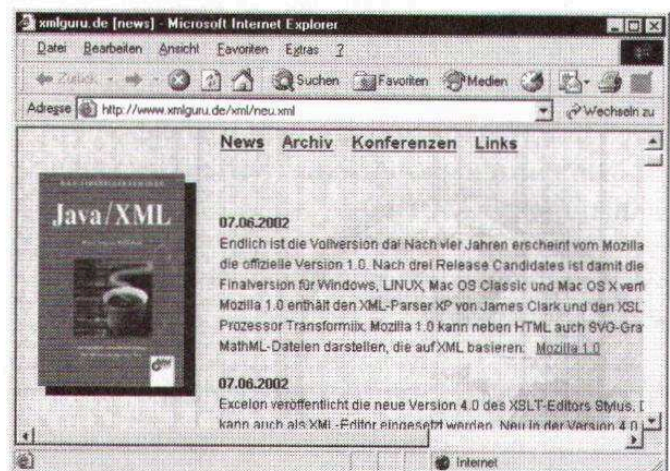 xmlguru.de [news] - Microsoft Internet Explorer
Datei Bearbeiten Ansicht Favoriten Extras ?
Zurück Suchen Favoriten Medien
Adresse http://www.xmlguru.de/xml/neu.xml Wechseln zu
News Archiv Konferenzen Links
Java/XML
07.06.2002
Endlich ist die Vollversion da! Nach vier Jahren erscheint vom Mozilla
die offizielle Version 1.0. Nach drei Release Candidates ist damit die
Finalversion für Windows, LINUX, Mac OS Classic und Mac OS X verf
Mozilla 1.0 enthält den XML-Parser XP von James Clark und den XSL
Prozessor Transformiix. Mozilla 1.0 kann neben HTML auch SVG-Gra
MathML-Dateien darstellen, die auf XML basieren. Mozilla 1.0
07.06.2002
Excelon veröffentlicht die neue Version 4.0 des XSLT-Editors Stylus.
kann auch als XML-Editor eingesetzt werden. Neu in der Version 4.0
Internet